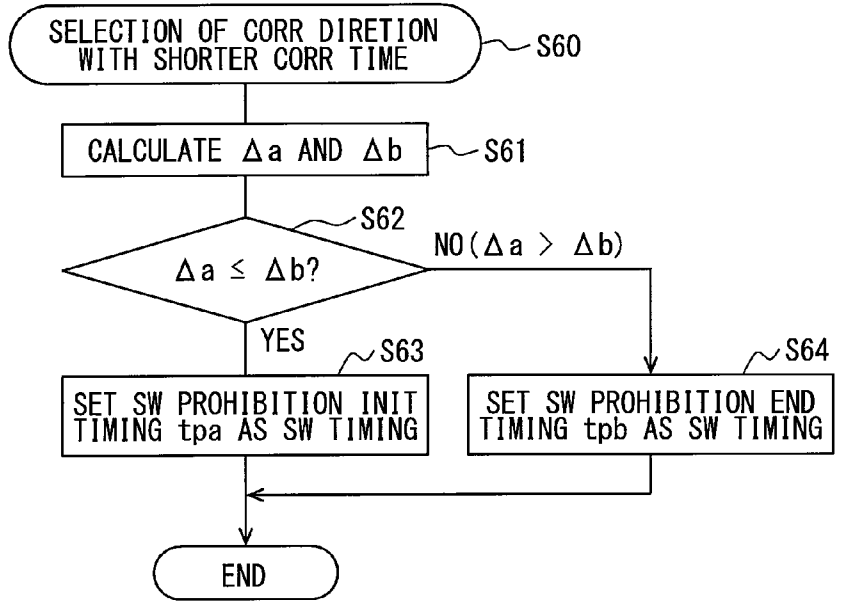 SELECTION OF CORR DIRETION
WITH SHORTER CORR TIME
S60
CALCULATE Δa AND Δb
S61
S62
Δa ≦ Δb?
NO(Δa > Δb)
YES
S63
SET SW PROHIBITION INIT
TIMING tpa AS SW TIMING
S64
SET SW PROHIBITION END
TIMING tpb AS SW TIMING
END